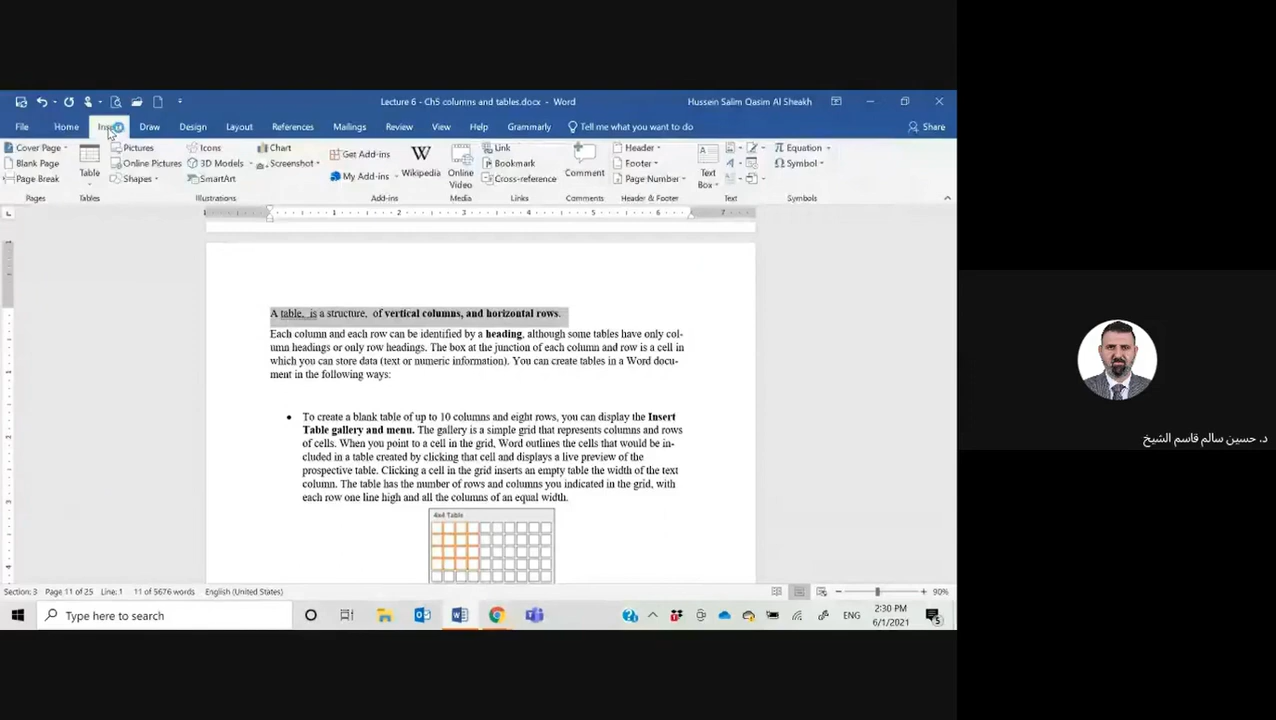 Lecture 6 - Ch5 columns and tables.docx - Word
Hussein Salim Qasim Al Sheakh
File Home Draw Design Layout References Mailings Review View Help Grammarly Tell me what you want to do Share
Cover Page Pictures Icons Chart Get Add-ins Link Header Equation
Blank Page Online Pictures 3D Models Screenshot Bookmark Footer Symbol
Page Break Table Shapes SmartArt My Add-ins Wikipedia Online Video Cross-reference Comment Page Number Text Box
Pages Tables Illustrations Add-ins Media Links Comments Header & Footer Text Symbols
A table, is a structure, of vertical columns, and horizontal rows.
Each column and each row can be identified by a heading, although some tables have only col-
umn headings or only row headings. The box at the junction of each column and row is a cell in
which you can store data (text or numeric information). You can create tables in a Word docu-
ment in the following ways:
• To create a blank table of up to 10 columns and eight rows, you can display the Insert
Table gallery and menu. The gallery is a simple grid that represents columns and rows
of cells. When you point to a cell in the grid, Word outlines the cells that would be in-
cluded in a table created by clicking that cell and displays a live preview of the
prospective table. Clicking a cell in the grid inserts an empty table the width of the text
column. The table has the number of rows and columns you indicated in the grid, with
each row one line high and all the columns of an equal width.
4x4 Table
Section: 3 Page 11 of 25 Line: 1 11 of 5676 words English (United States) 90%
Type here to search ENG 2:30 PM
6/1/2021
د. حسين سالم قاسم الشيخ